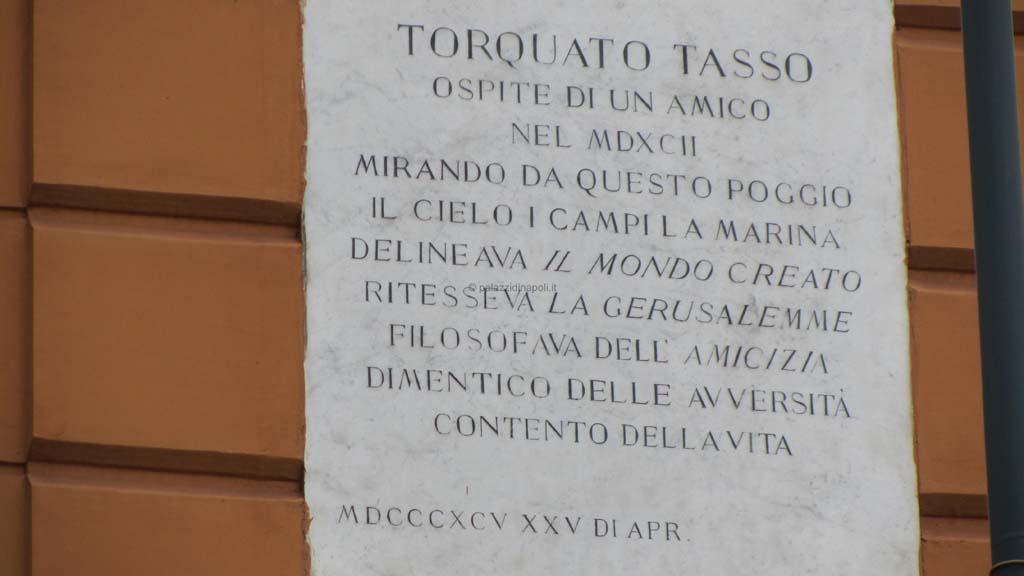 TORQUATO TASSO
OSPITE DI UN AMICO
NEL MDXCII
MIRANDO DA QUESTO POGGIO
IL CIELO I CAMPI LA MARINA
DELINEAVA IL MONDO CREATO
© palazzidinapoli.it
RITESSEVA LA GERUSALEMME
FILOSOFAVA DELL' AMICIZIA
DIMENTICO DELLE AVVERSITÀ
CONTENTO DELLA VITA
MDCCCXCV XXV DI APR.